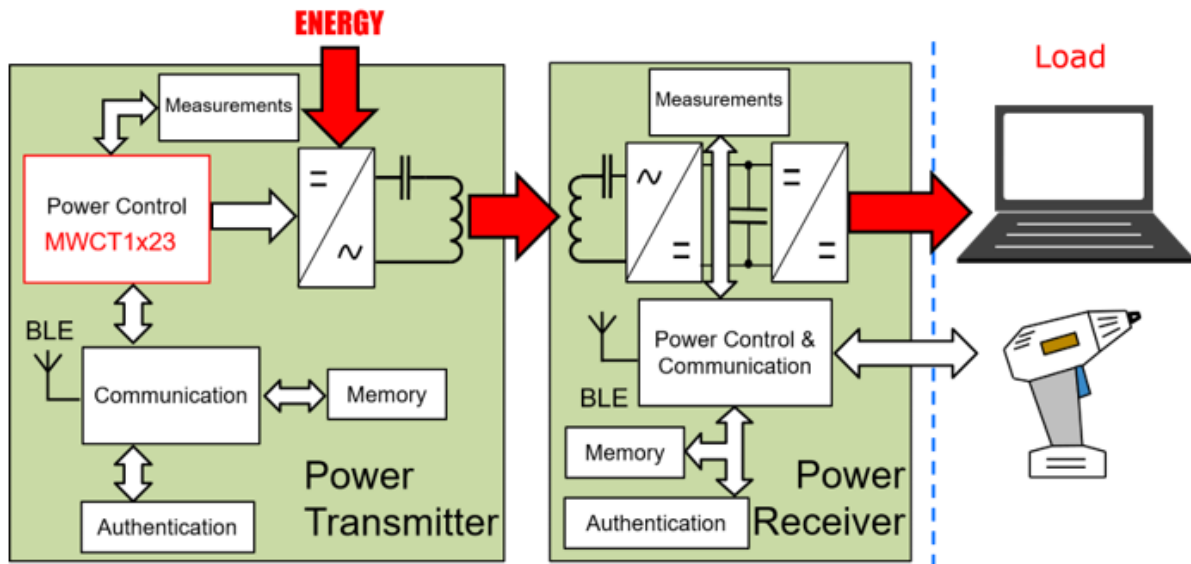 ENERGY
Load
Measurements
Power Control
MWCT1x23
BLE
Communication
Memory
Authentication
Power
Transmitter
Measurements
Power Control &
Communication
BLE
Memory
Authentication
Power
Receiver